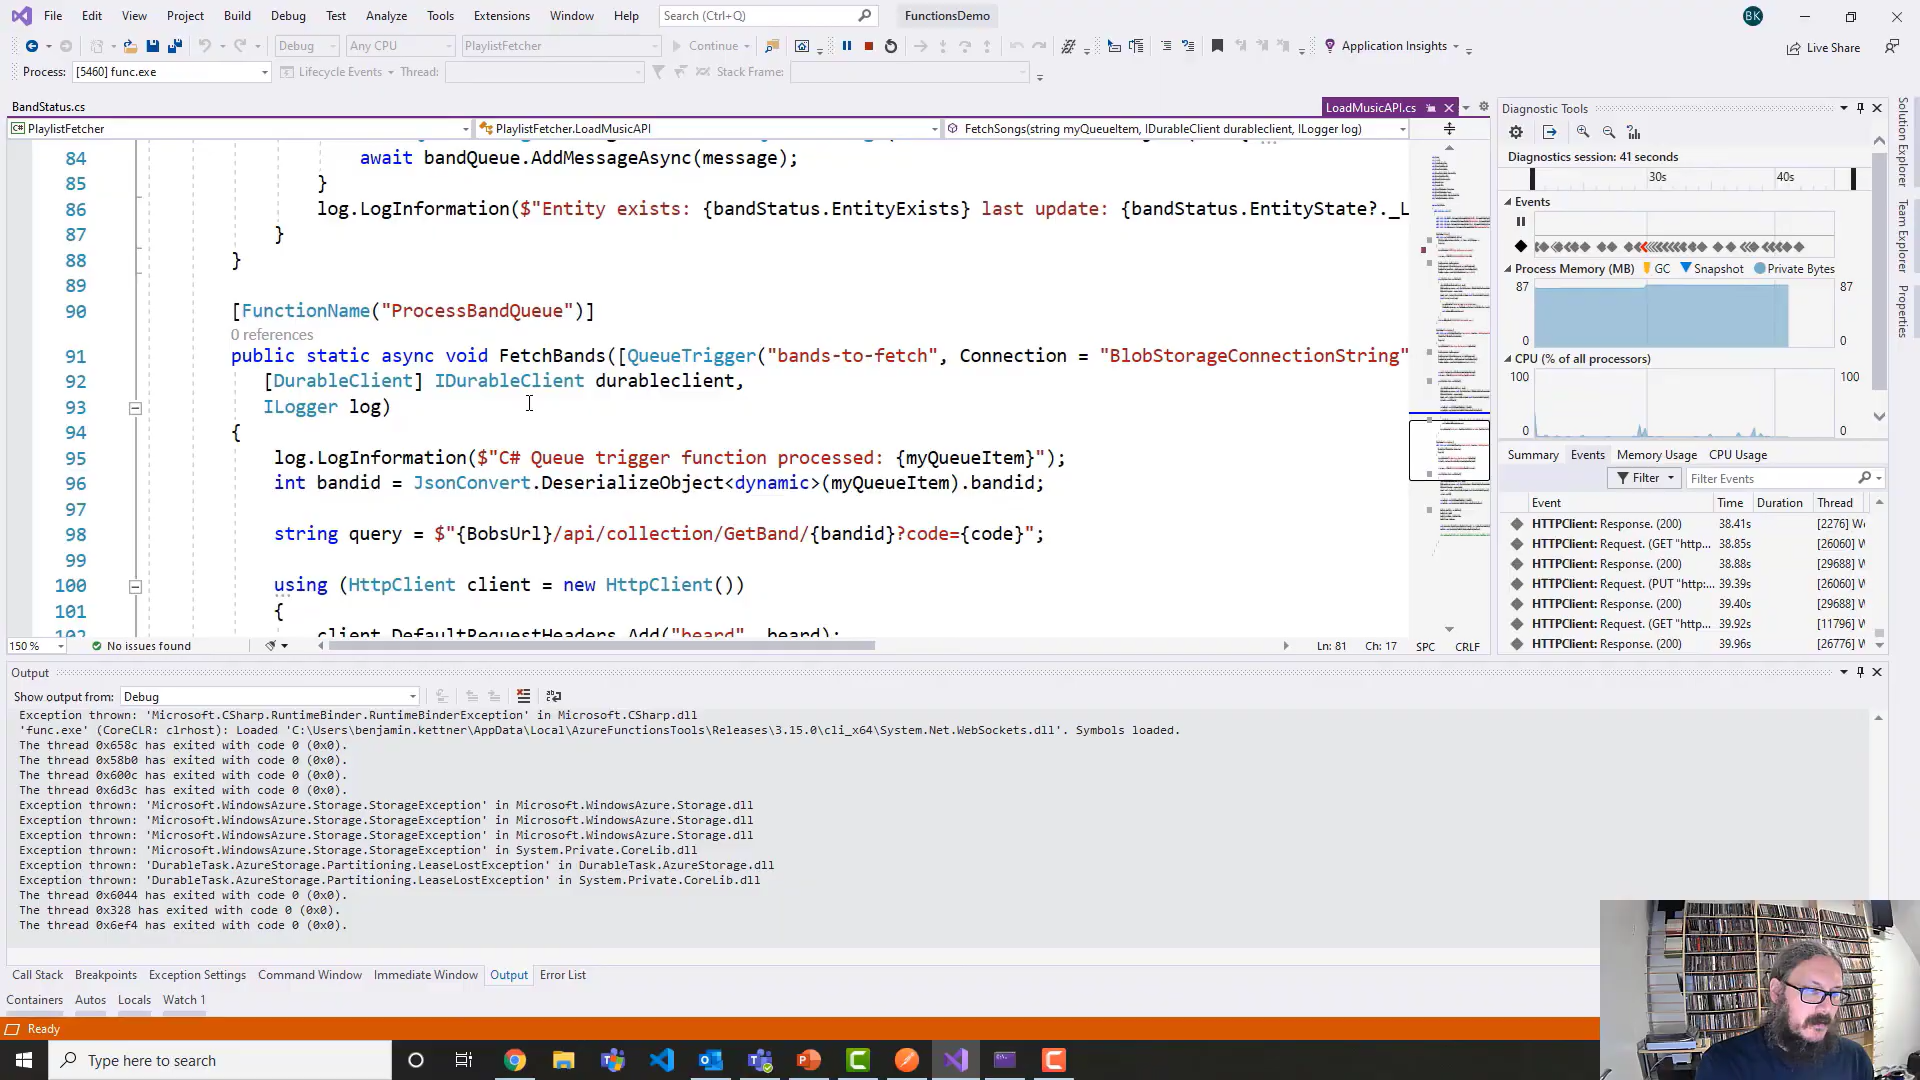 File Edit View Project Build Debug Test Analyze Tools Extensions Window Help Search (Ctrl+Q) FunctionsDemo BK
Debug Any CPU PlaylistFetcher Continue Application Insights Live Share
Process: [5460] func.exe Lifecycle Events Thread: Stack Frame:
BandStatus.cs LoadMusicAPI.cs
PlaylistFetcher PlaylistFetcher.LoadMusicAPI FetchSongs(string myQueueItem, IDurableClient durableclient, ILogger log)
84 await bandQueue.AddMessageAsync(message);
85 }
86 log.LogInformation($"Entity exists: {bandStatus.EntityExists} last update: {bandStatus.EntityState?._L
87 }
88 }
89
90 [FunctionName("ProcessBandQueue")]
0 references
91 public static async void FetchBands([QueueTrigger("bands-to-fetch", Connection = "BlobStorageConnectionString"
92 [DurableClient] IDurableClient durableclient,
93 ILogger log)
94 {
95 log.LogInformation($"C# Queue trigger function processed: {myQueueItem}");
96 int bandid = JsonConvert.DeserializeObject<dynamic>(myQueueItem).bandid;
97
98 string query = $"{BobsUrl}/api/collection/GetBand/{bandid}?code={code}";
99
100 using (HttpClient client = new HttpClient())
101 {
102 client.DefaultRequestHeaders.Add("beard", beard);
150 % No issues found Ln: 81 Ch: 17 SPC CRLF
Diagnostic Tools
Diagnostics session: 41 seconds
30s 40s
Events
Process Memory (MB) GC Snapshot Private Bytes
87 87
0 0
CPU (% of all processors)
100 100
0 0
Summary Events Memory Usage CPU Usage
Filter Filter Events
Event Time Duration Thread
HTTPClient: Response. (200) 38.41s [2276] W
HTTPClient: Request. (GET "http... 38.85s [26060] W
HTTPClient: Response. (200) 38.88s [29688] W
HTTPClient: Request. (PUT "http:... 39.39s [26060] W
HTTPClient: Response. (200) 39.40s [29688] W
HTTPClient: Request. (GET "http... 39.92s [11796] W
HTTPClient: Response. (200) 39.96s [26776] W
Solution Explorer
Team Explorer
Properties
Output
Show output from: Debug
Exception thrown: 'Microsoft.CSharp.RuntimeBinder.RuntimeBinderException' in Microsoft.CSharp.dll
'func.exe' (CoreCLR: clrhost): Loaded 'C:\Users\benjamin.kettner\AppData\Local\AzureFunctionsTools\Releases\3.15.0\cli_x64\System.Net.WebSockets.dll'. Symbols loaded.
The thread 0x658c has exited with code 0 (0x0).
The thread 0x58b0 has exited with code 0 (0x0).
The thread 0x600c has exited with code 0 (0x0).
The thread 0x6d3c has exited with code 0 (0x0).
Exception thrown: 'Microsoft.WindowsAzure.Storage.StorageException' in Microsoft.WindowsAzure.Storage.dll
Exception thrown: 'Microsoft.WindowsAzure.Storage.StorageException' in Microsoft.WindowsAzure.Storage.dll
Exception thrown: 'Microsoft.WindowsAzure.Storage.StorageException' in Microsoft.WindowsAzure.Storage.dll
Exception thrown: 'Microsoft.WindowsAzure.Storage.StorageException' in System.Private.CoreLib.dll
Exception thrown: 'DurableTask.AzureStorage.Partitioning.LeaseLostException' in DurableTask.AzureStorage.dll
Exception thrown: 'DurableTask.AzureStorage.Partitioning.LeaseLostException' in System.Private.CoreLib.dll
The thread 0x6044 has exited with code 0 (0x0).
The thread 0x328 has exited with code 0 (0x0).
The thread 0x6ef4 has exited with code 0 (0x0).
Call Stack Breakpoints Exception Settings Command Window Immediate Window Output Error List
Containers Autos Locals Watch 1
Ready
Type here to search